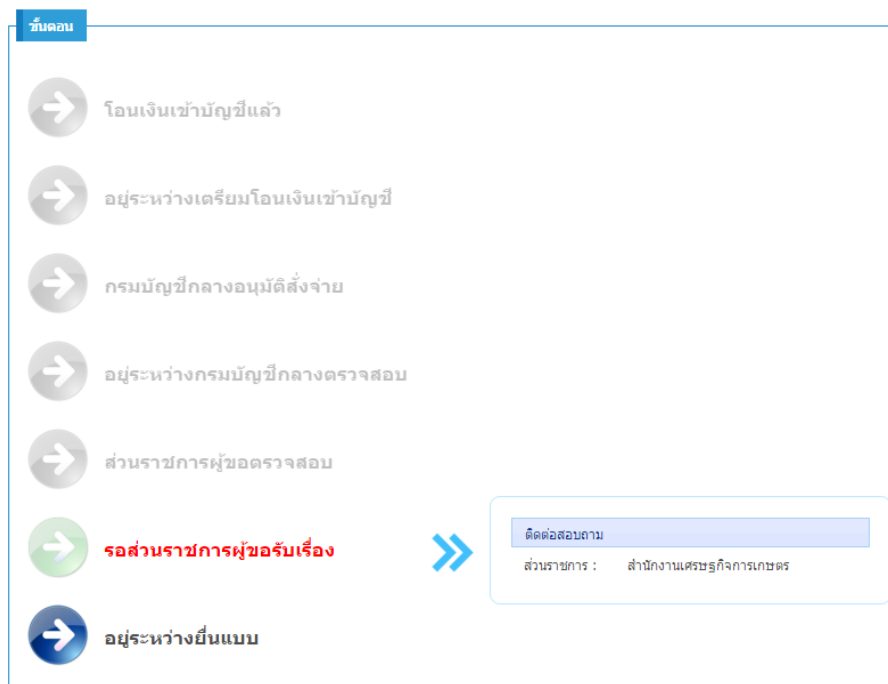 ขั้นตอน
โอนเงินเข้าบัญชีแล้ว
อยู่ระหว่างเตรียมโอนเงินเข้าบัญชี
กรมบัญชีกลางอนุมัติสั่งจ่าย
อยู่ระหว่างกรมบัญชีกลางตรวจสอบ
ส่วนราชการผู้ขอตรวจสอบ
รอส่วนราชการผู้ขอรับเรื่อง
ติดต่อสอบถาม
ส่วนราชการ : สำนักงานเศรษฐกิจการเกษตร
อยู่ระหว่างยื่นแบบ